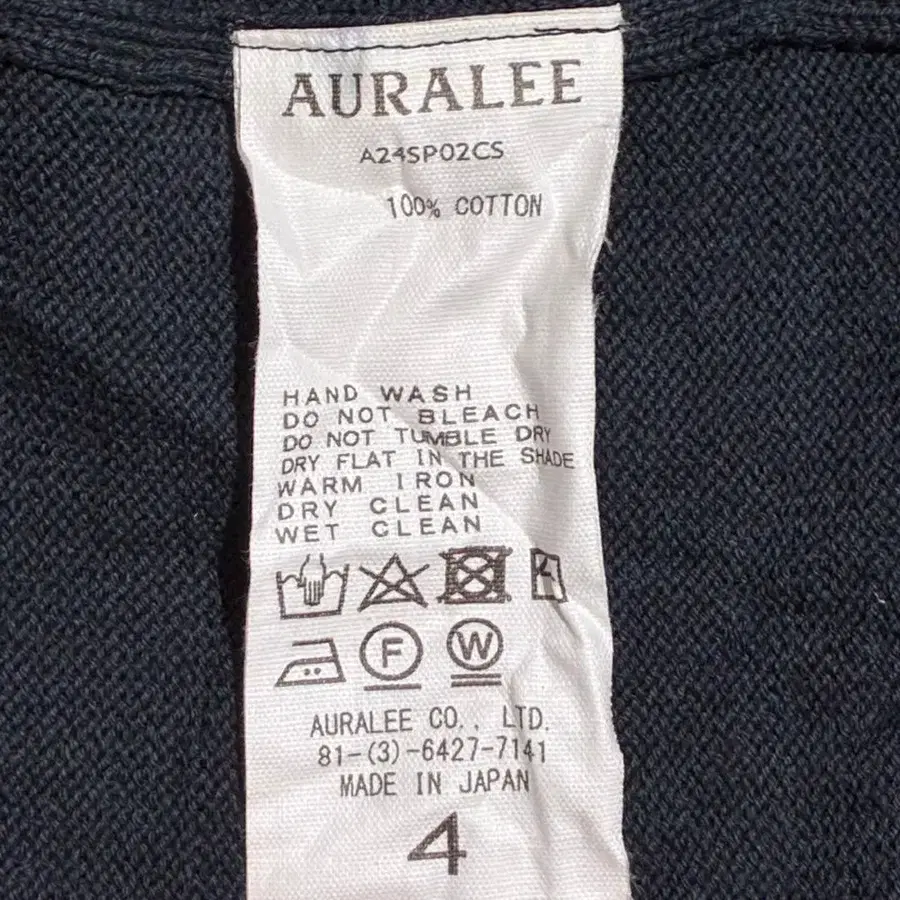 AURALEE
A24SP02CS
100% COTTON
HAND WASH
DO NOT BLEACH
DO NOT TUMBLE DRY
DRY FLAT IN THE SHADE
WARM IRON
DRY CLEAN
WET CLEAN
F W
AURALEE CO., LTD.
81-(3)-6427-7141
MADE IN JAPAN
4